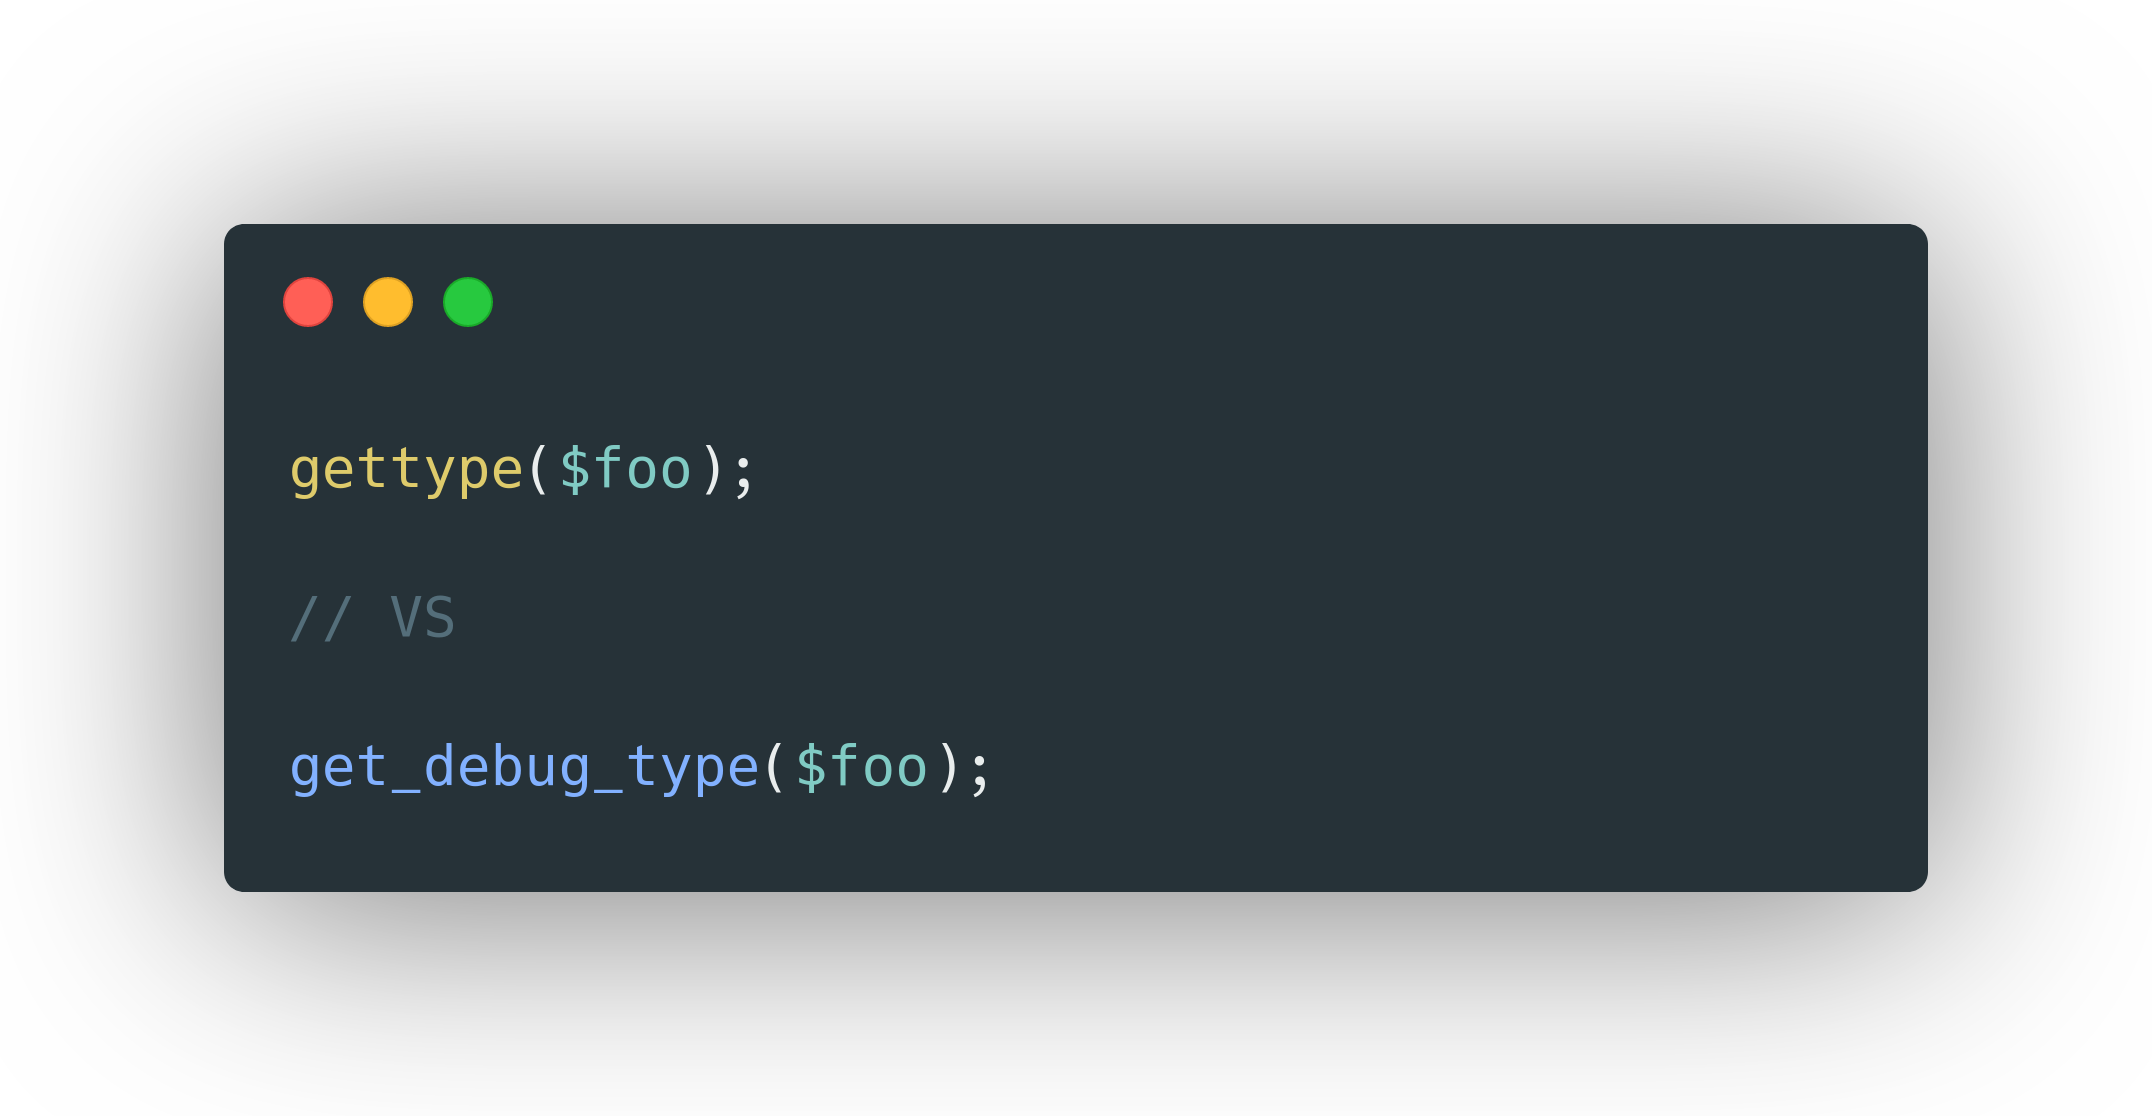 gettype($foo);
// VS
get_debug_type($foo);